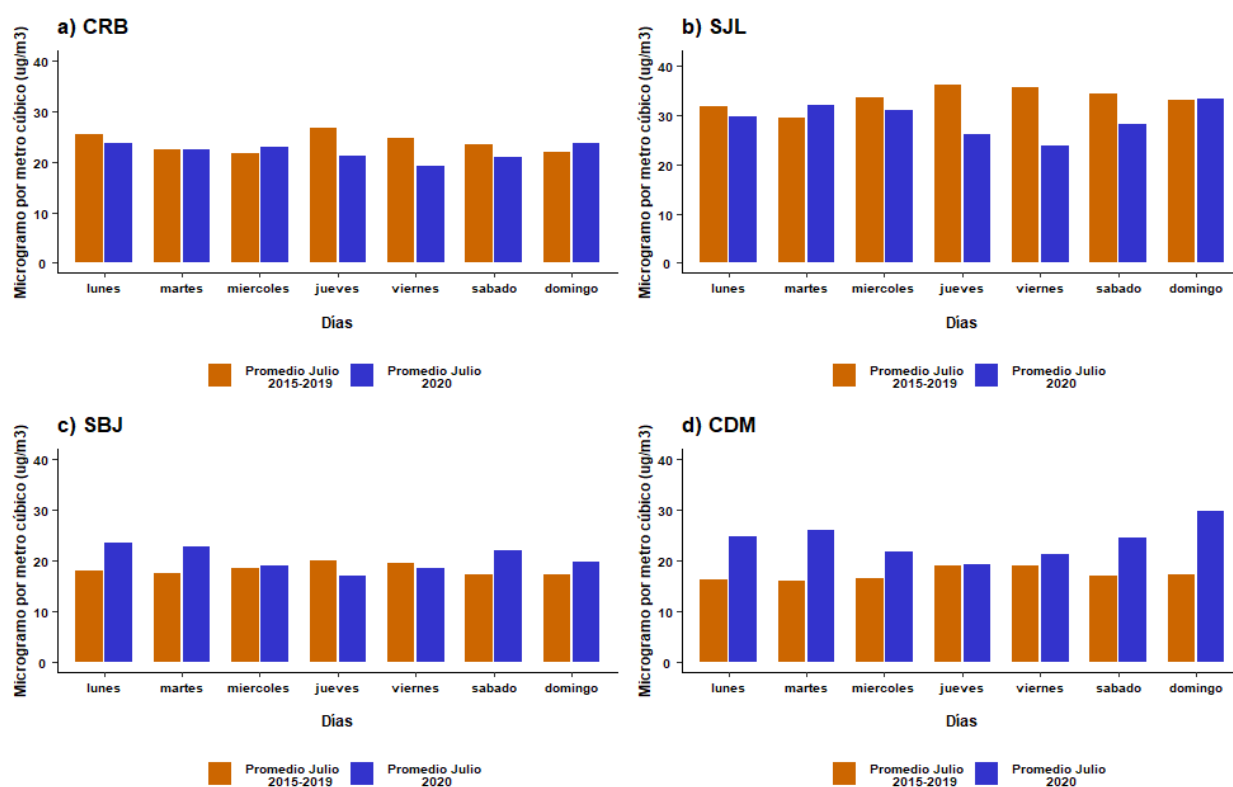 a) CRB
Microgramo por metro cúbico (ug/m3)
40
30
20
10
0
lunes martes miercoles jueves viernes sabado domingo
Días
Promedio Julio
2015-2019
Promedio Julio
2020
b) SJL
Microgramo por metro cúbico (ug/m3)
40
30
20
10
0
lunes martes miercoles jueves viernes sabado domingo
Días
Promedio Julio
2015-2019
Promedio Julio
2020
c) SBJ
Microgramo por metro cúbico (ug/m3)
40
30
20
10
0
lunes martes miercoles jueves viernes sabado domingo
Días
Promedio Julio
2015-2019
Promedio Julio
2020
d) CDM
Microgramo por metro cúbico (ug/m3)
40
30
20
10
0
lunes martes miercoles jueves viernes sabado domingo
Días
Promedio Julio
2015-2019
Promedio Julio
2020